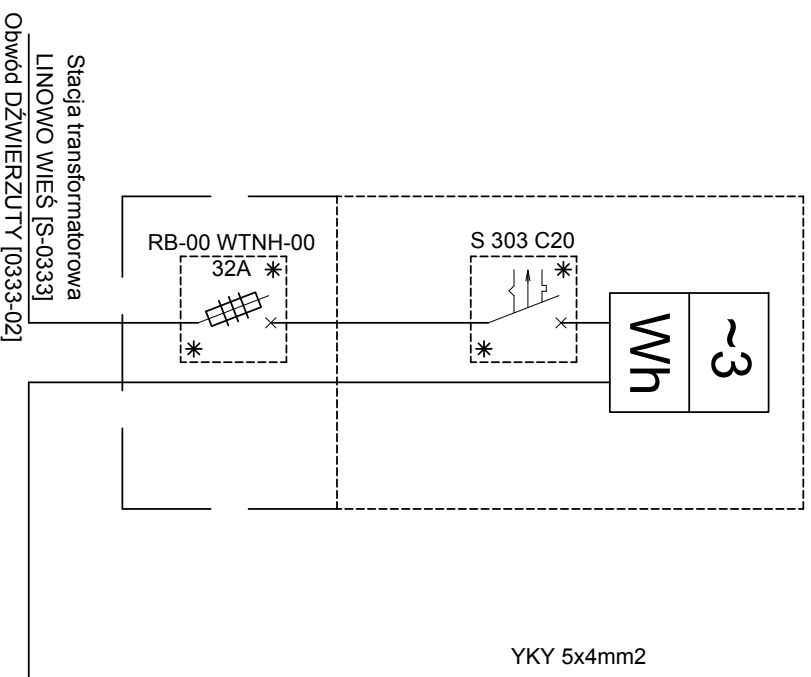 Stacja transformatorowa
LINOWO WIEŚ [S-0333]
Obwód DŹWIERZUTY [0333-02]
RB-00 WTNH-00
32A
S 303 C20
~3
Wh
YKY 5x4mm2